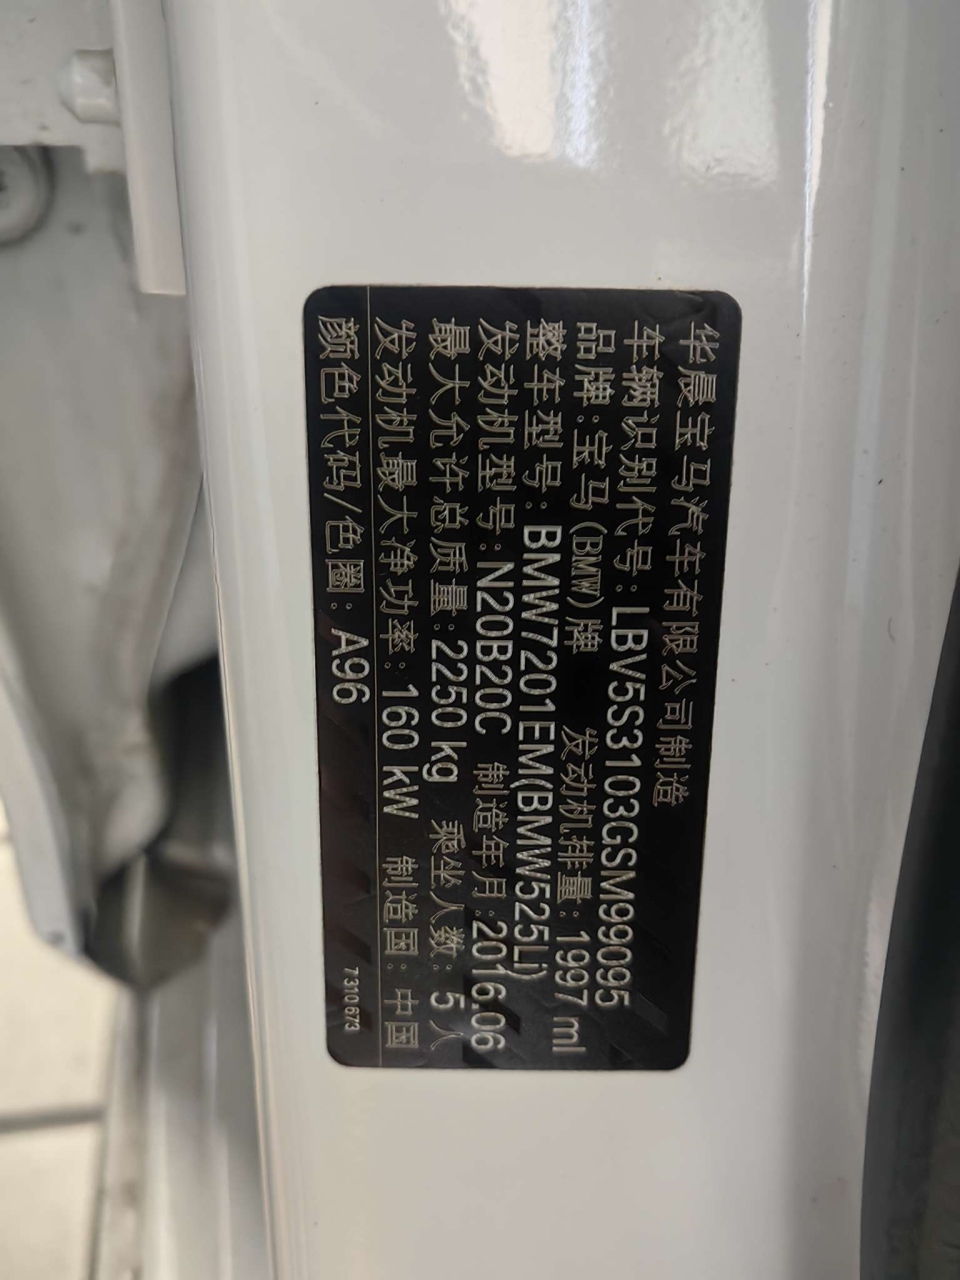 华晨宝马汽车有限公司制造
车辆识别代号:LBV5S3103GSM99095
品牌:宝马(BMW)牌 发动机排量:1997 ml
整车型号:BMW7201EM(BMW525Li)
发动机型号:N20B20C 制造年月:2016.06
最大允许总质量:2250 kg 乘坐人数: 5 人
发动机最大净功率: 160 kW 制造国: 中国
颜色代码/色圈: A96
7310673